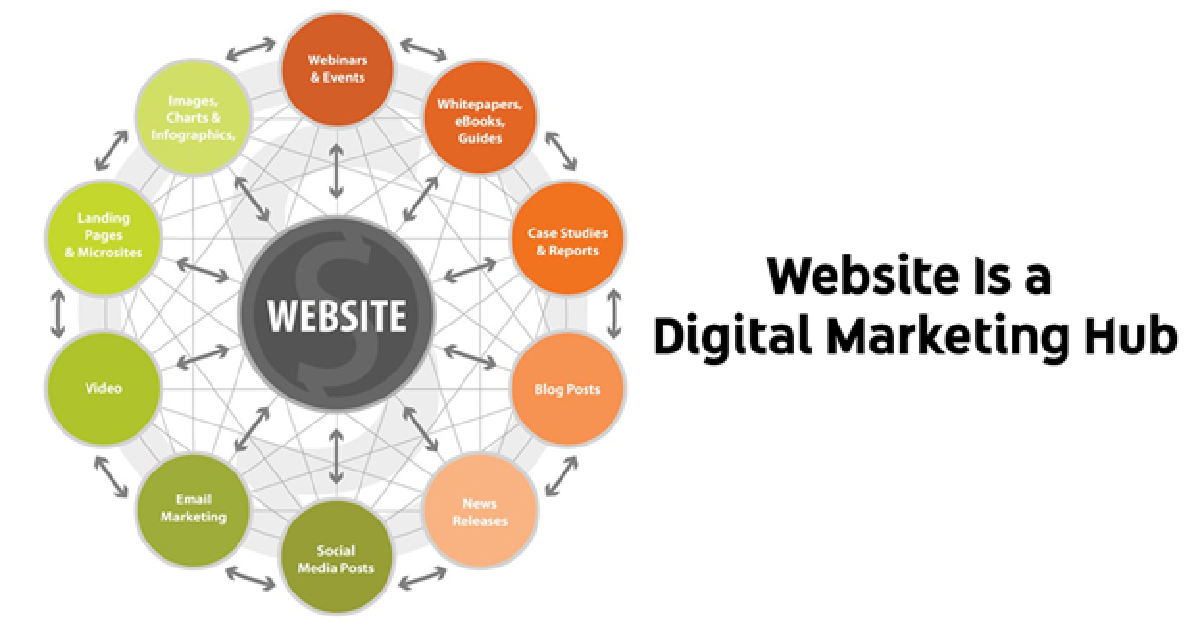 Webinars
& Events
Whitepapers,
eBooks,
Guides
Case Studies
& Reports
Blog Posts
News
Releases
Social
Media Posts
Email
Marketing
Video
Landing
Pages
& Microsites
Images,
Charts &
Infographics,
WEBSITE
Website Is a
Digital Marketing Hub